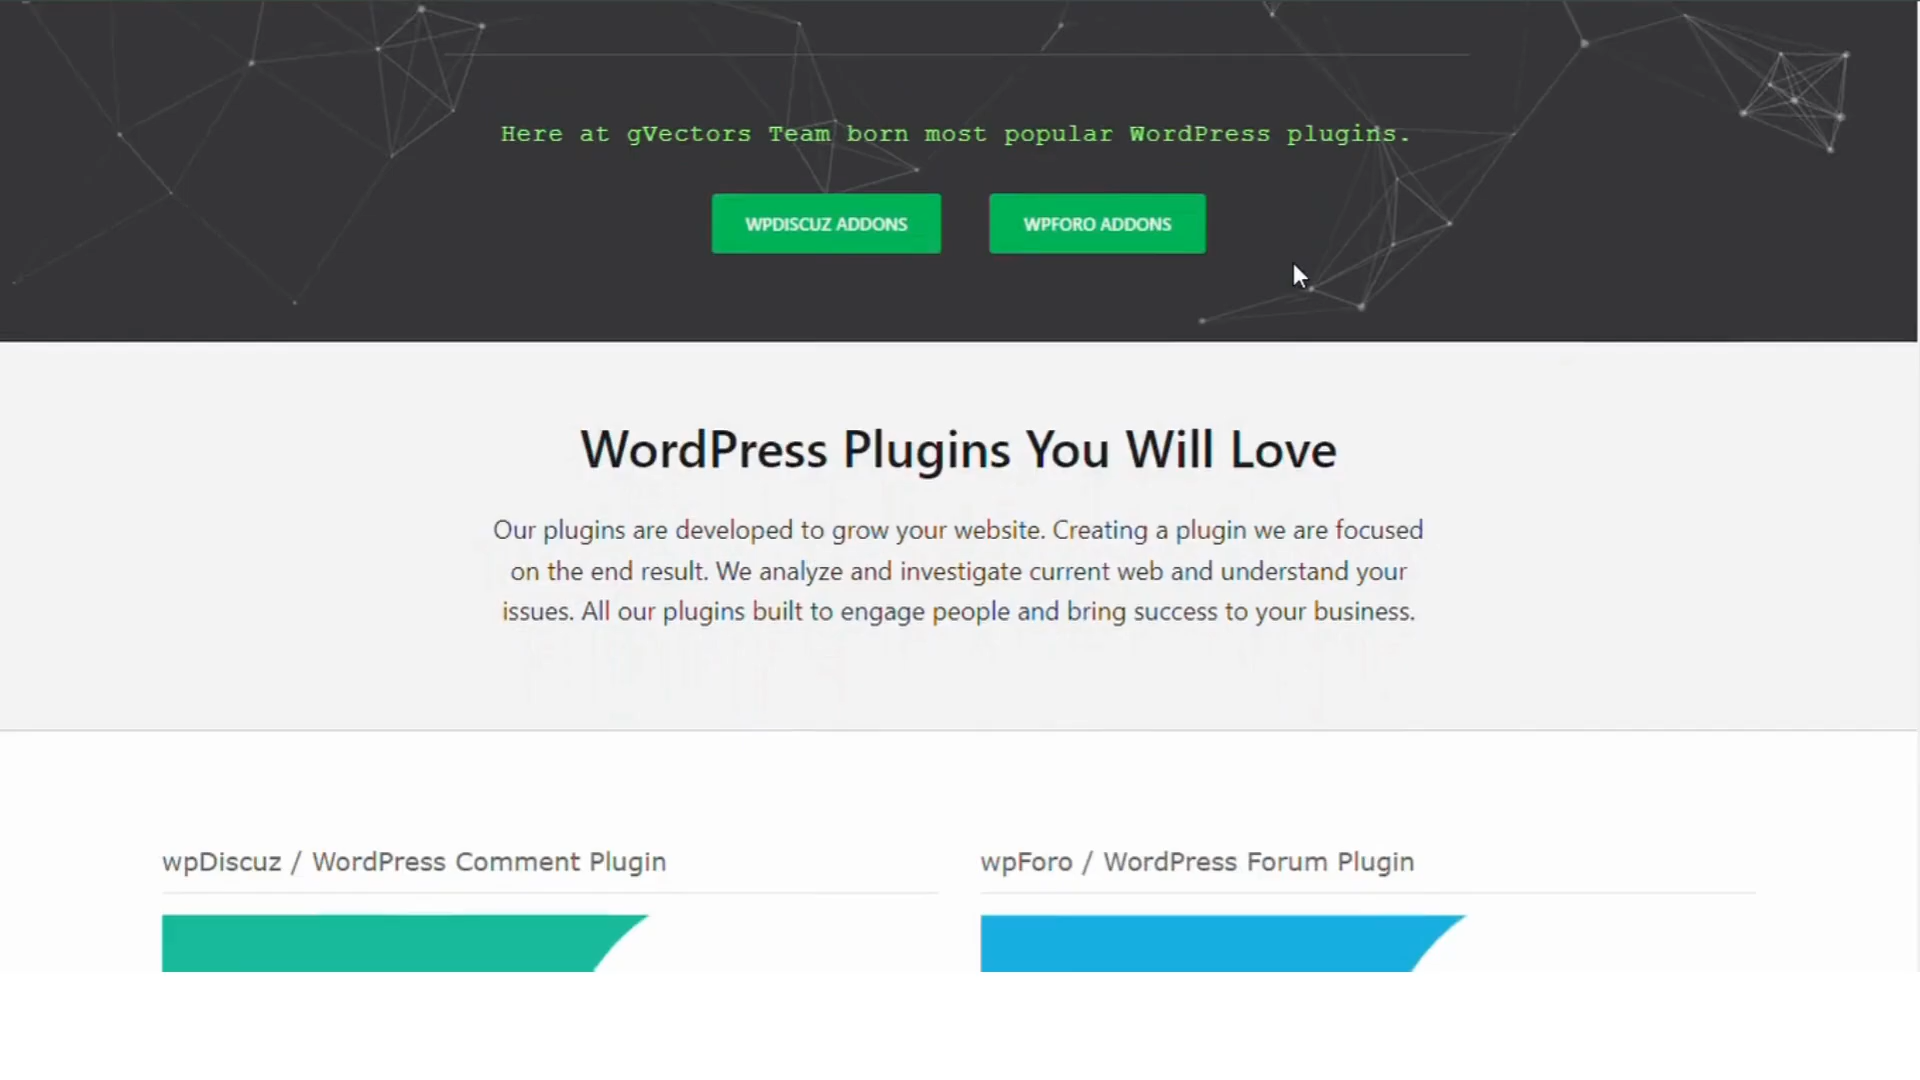 Here at gVectors Team born most popular WordPress plugins.
WPDISCUZ ADDONS
WPFORO ADDONS
WordPress Plugins You Will Love
Our plugins are developed to grow your website. Creating a plugin we are focused
on the end result. We analyze and investigate current web and understand your
issues. All our plugins built to engage people and bring success to your business.
wpDiscuz / WordPress Comment Plugin
wpForo / WordPress Forum Plugin